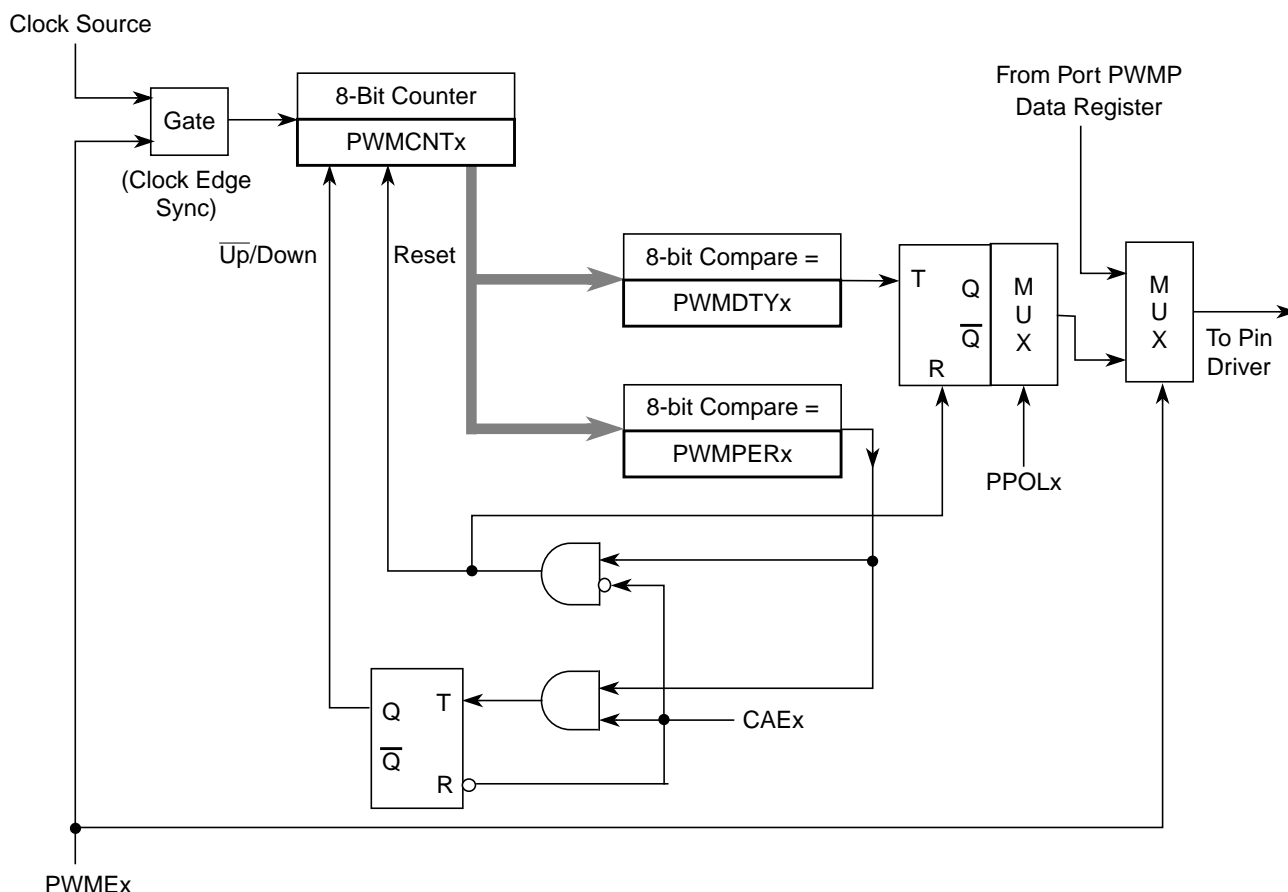 Clock Source
From Port PWMP
Data Register
8-Bit Counter
Gate
PWMCNTx
(Clock Edge
Sync)
U̅p̅/Down
Reset
8-bit Compare =
PWMDTYx
T
Q
Q̅
R
M
U
X
M
U
X
To Pin
Driver
8-bit Compare =
PWMPERx
PPOLx
Q
T
Q̅
R
CAEx
PWMEx